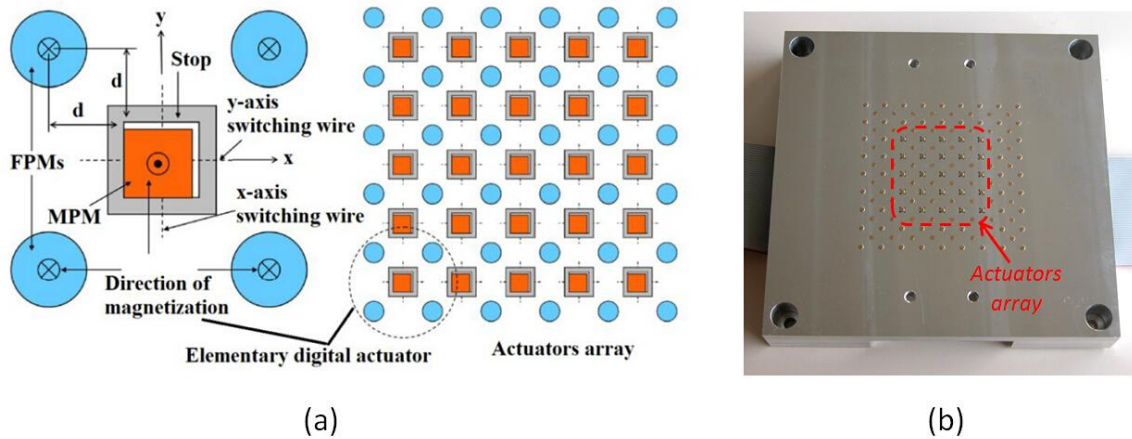 (a)
y
Stop
d
d
y-axis
switching wire
FPMs
x
MPM
x-axis
switching wire
Direction of
magnetization
Elementary digital actuator
Actuators array
Actuators
array
(b)